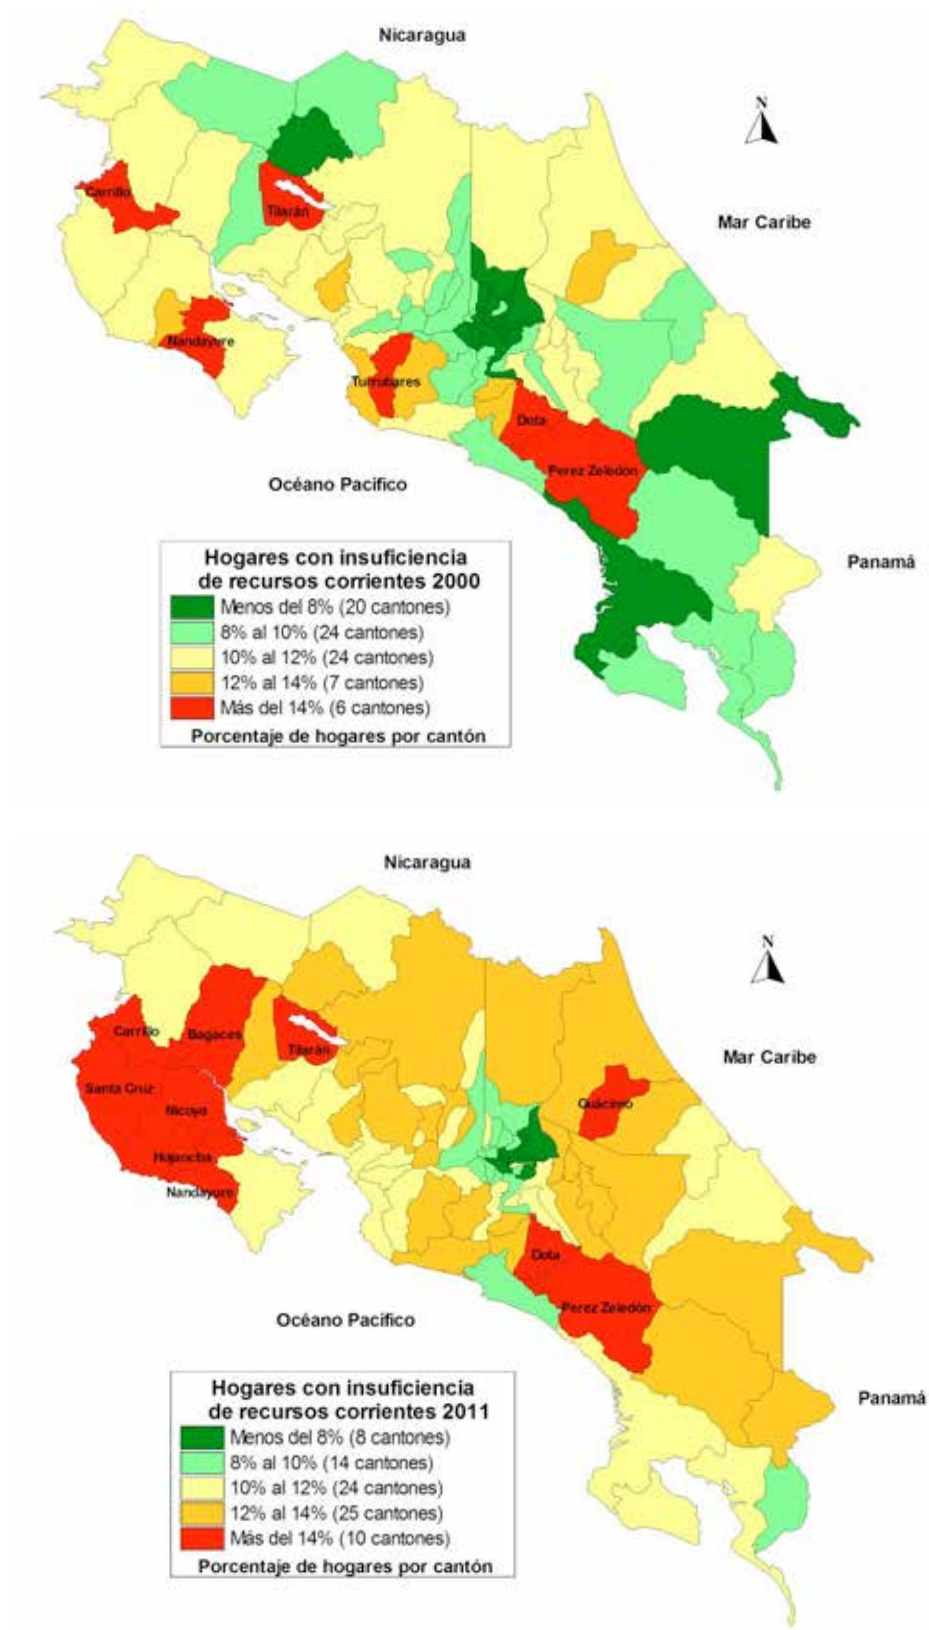 Nicaragua
N
Carrillo
Tilarán
Mar Caribe
Nandayure
Turrubares
Dota
Perez Zeledón
Océano Pacifico
Panamá
Hogares con insuficiencia
de recursos corrientes 2000
Menos del 8% (20 cantones)
8% al 10% (24 cantones)
10% al 12% (24 cantones)
12% al 14% (7 cantones)
Más del 14% (6 cantones)
Porcentaje de hogares por cantón
Nicaragua
N
Carrillo
Bagaces
Tilarán
Mar Caribe
Santa Cruz
Guácimo
Nicoya
Hojancha
Nandayure
Dota
Perez Zeledón
Océano Pacifico
Panamá
Hogares con insuficiencia
de recursos corrientes 2011
Menos del 8% (8 cantones)
8% al 10% (14 cantones)
10% al 12% (24 cantones)
12% al 14% (25 cantones)
Más del 14% (10 cantones)
Porcentaje de hogares por cantón